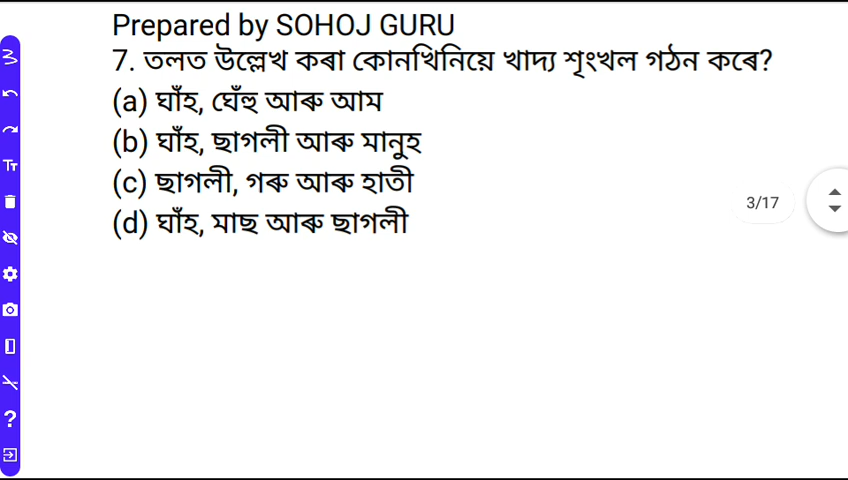 Prepared by SOHOJ GURU
7. তলত উল্লেখ কৰা কোনখিনিয়ে খাদ্য শৃংখল গঠন কৰে?
(a) ঘাঁহ, ঘেঁহু আৰু আম
(b) ঘাঁহ, ছাগলী আৰু মানুহ
(c) ছাগলী, গৰু আৰু হাতী
3/17
(d) ঘাঁহ, মাছ আৰু ছাগলী